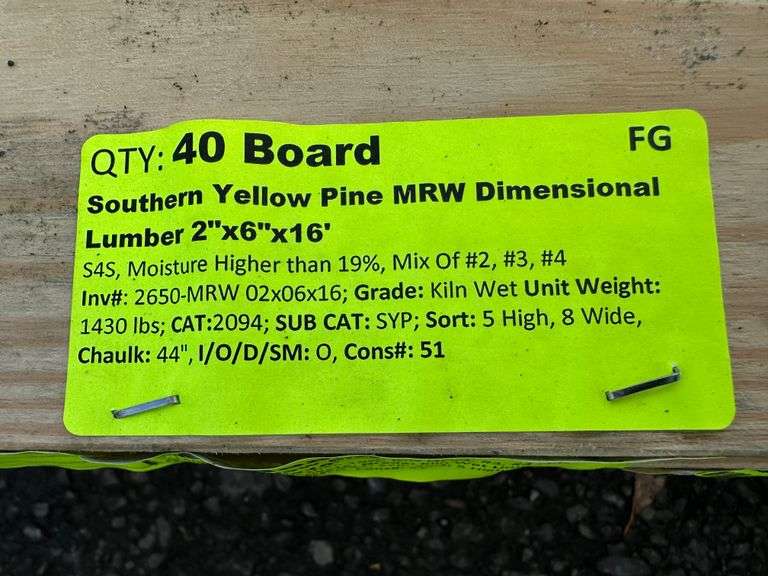 QTY: 40 Board FG
Southern Yellow Pine MRW Dimensional
Lumber 2"x6"x16'
S4S, Moisture Higher than 19%, Mix Of #2, #3, #4
Inv#: 2650-MRW 02x06x16; Grade: Kiln Wet Unit Weight:
1430 lbs; CAT:2094; SUB CAT: SYP; Sort: 5 High, 8 Wide,
Chaulk: 44", I/O/D/SM: O, Cons#: 51